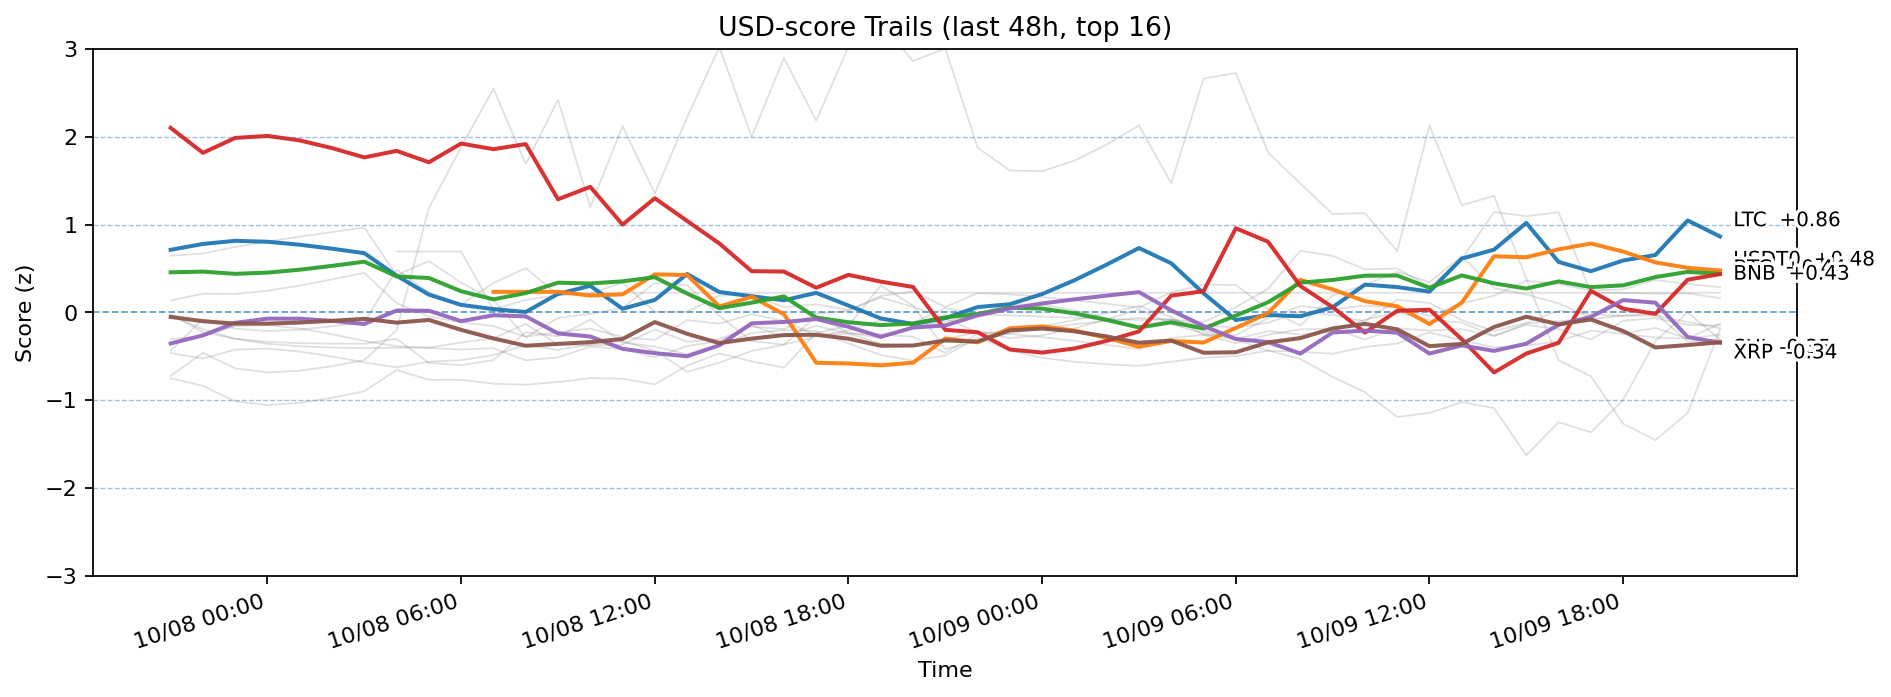 USD-score Trails (last 48h, top 16)
Score (z)
3
2
1
0
−1
−2
−3
LTC +0.86
USDT0 +0.48
BNB +0.43
XRP -0.34
10/08 00:00
10/08 06:00
10/08 12:00
10/08 18:00
10/09 00:00
10/09 06:00
10/09 12:00
10/09 18:00
Time